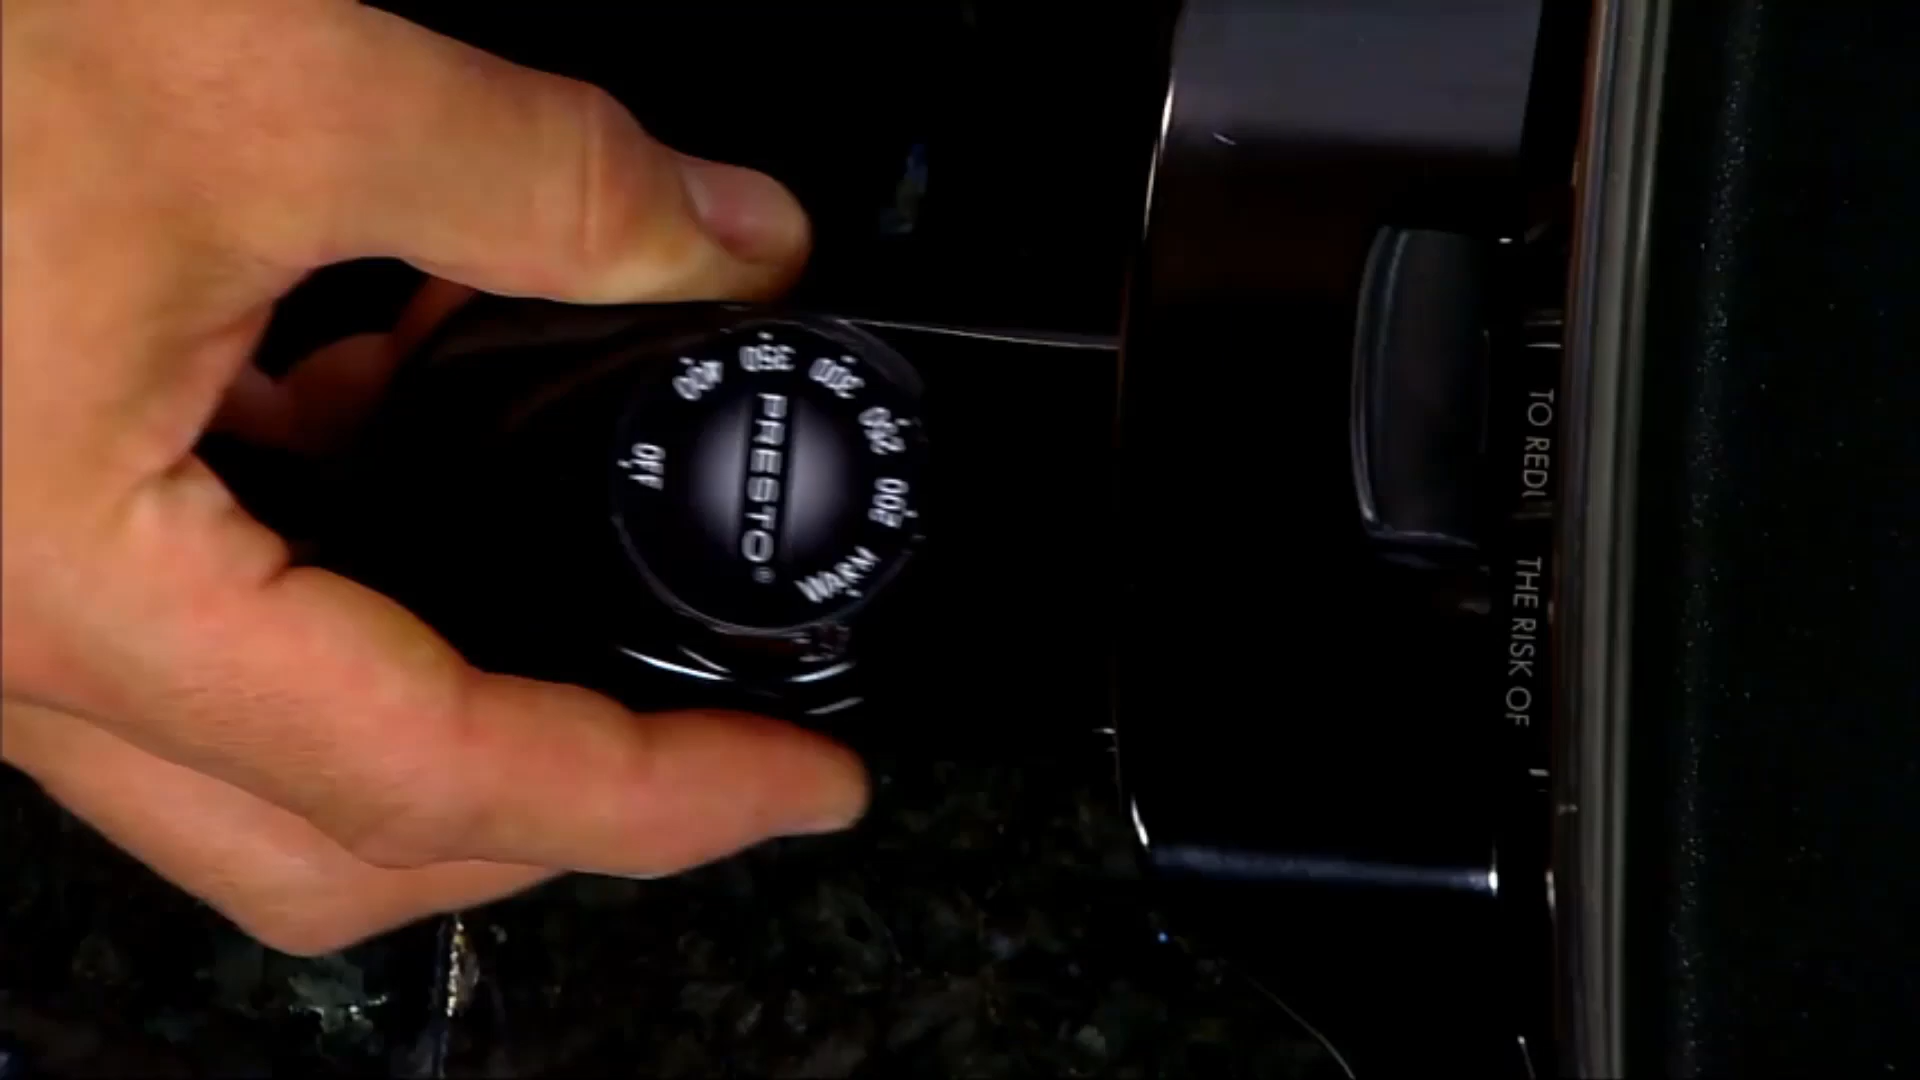 OFF
400
350
300
250
200
WARM
PRESTO®
TO REDU
THE RISK OF